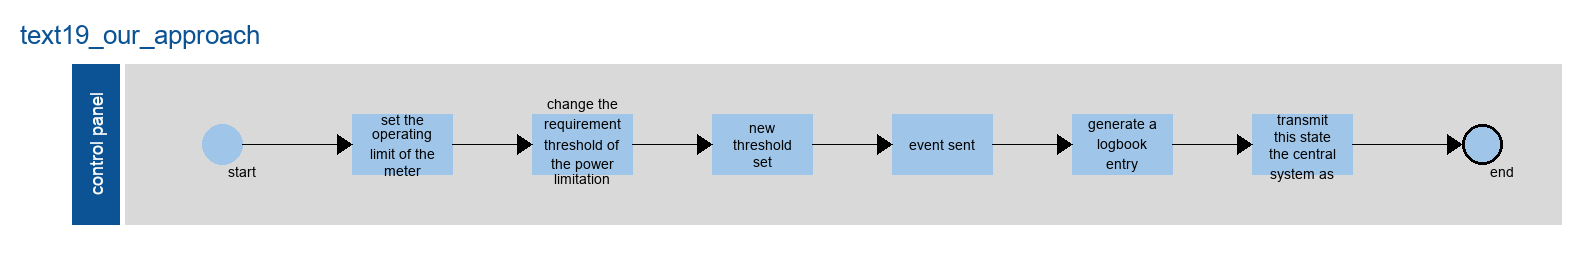 text19_our_approach
control panel
start
set the
operating
limit of the
meter
change the
requirement
threshold of
the power
limitation
new
threshold
set
event sent
generate a
logbook
entry
transmit
this state
the central
system as
end